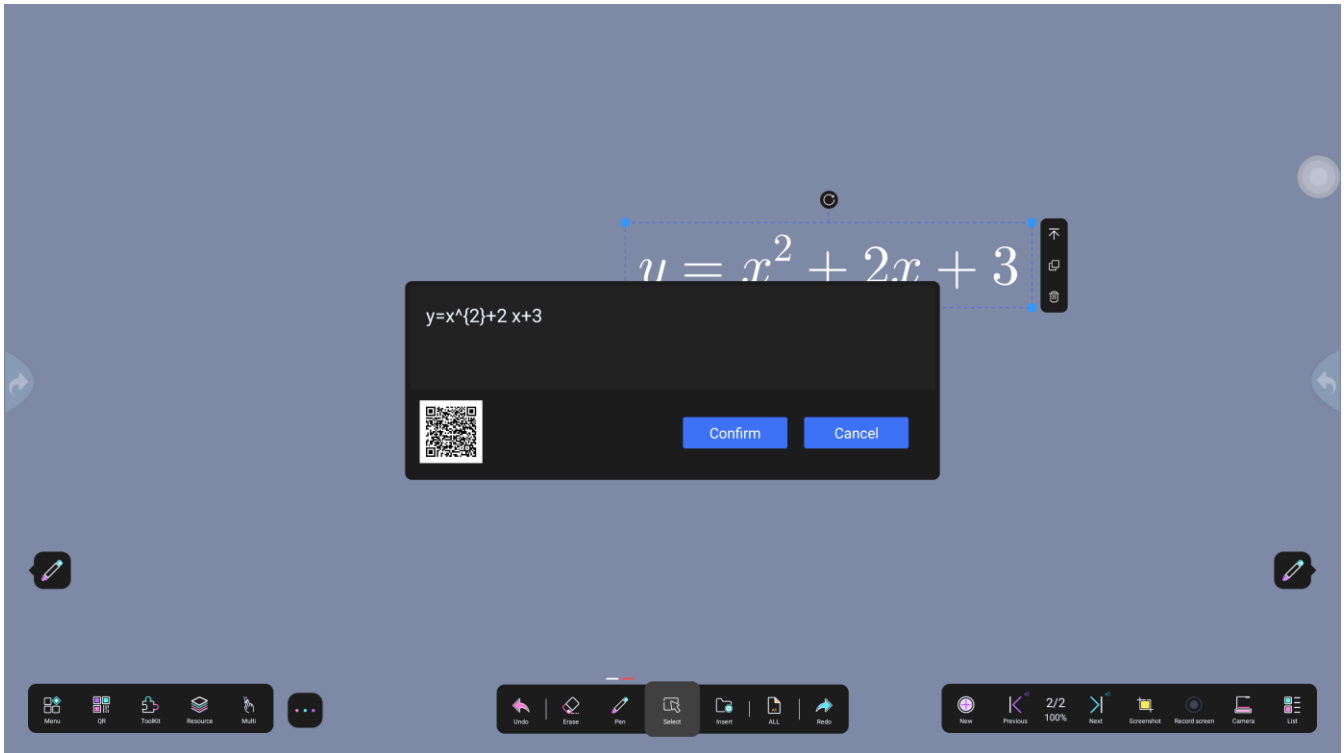 y = x² + 2x + 3
y=x^{2}+2 x+3
Confirm
Cancel
Menu
QR
ToolKit
Resource
Multi
Undo
Erase
Pen
Select
Insert
ALL
Redo
New
Previous
2/2
100%
Next
Screenshot
Record screen
Camera
List